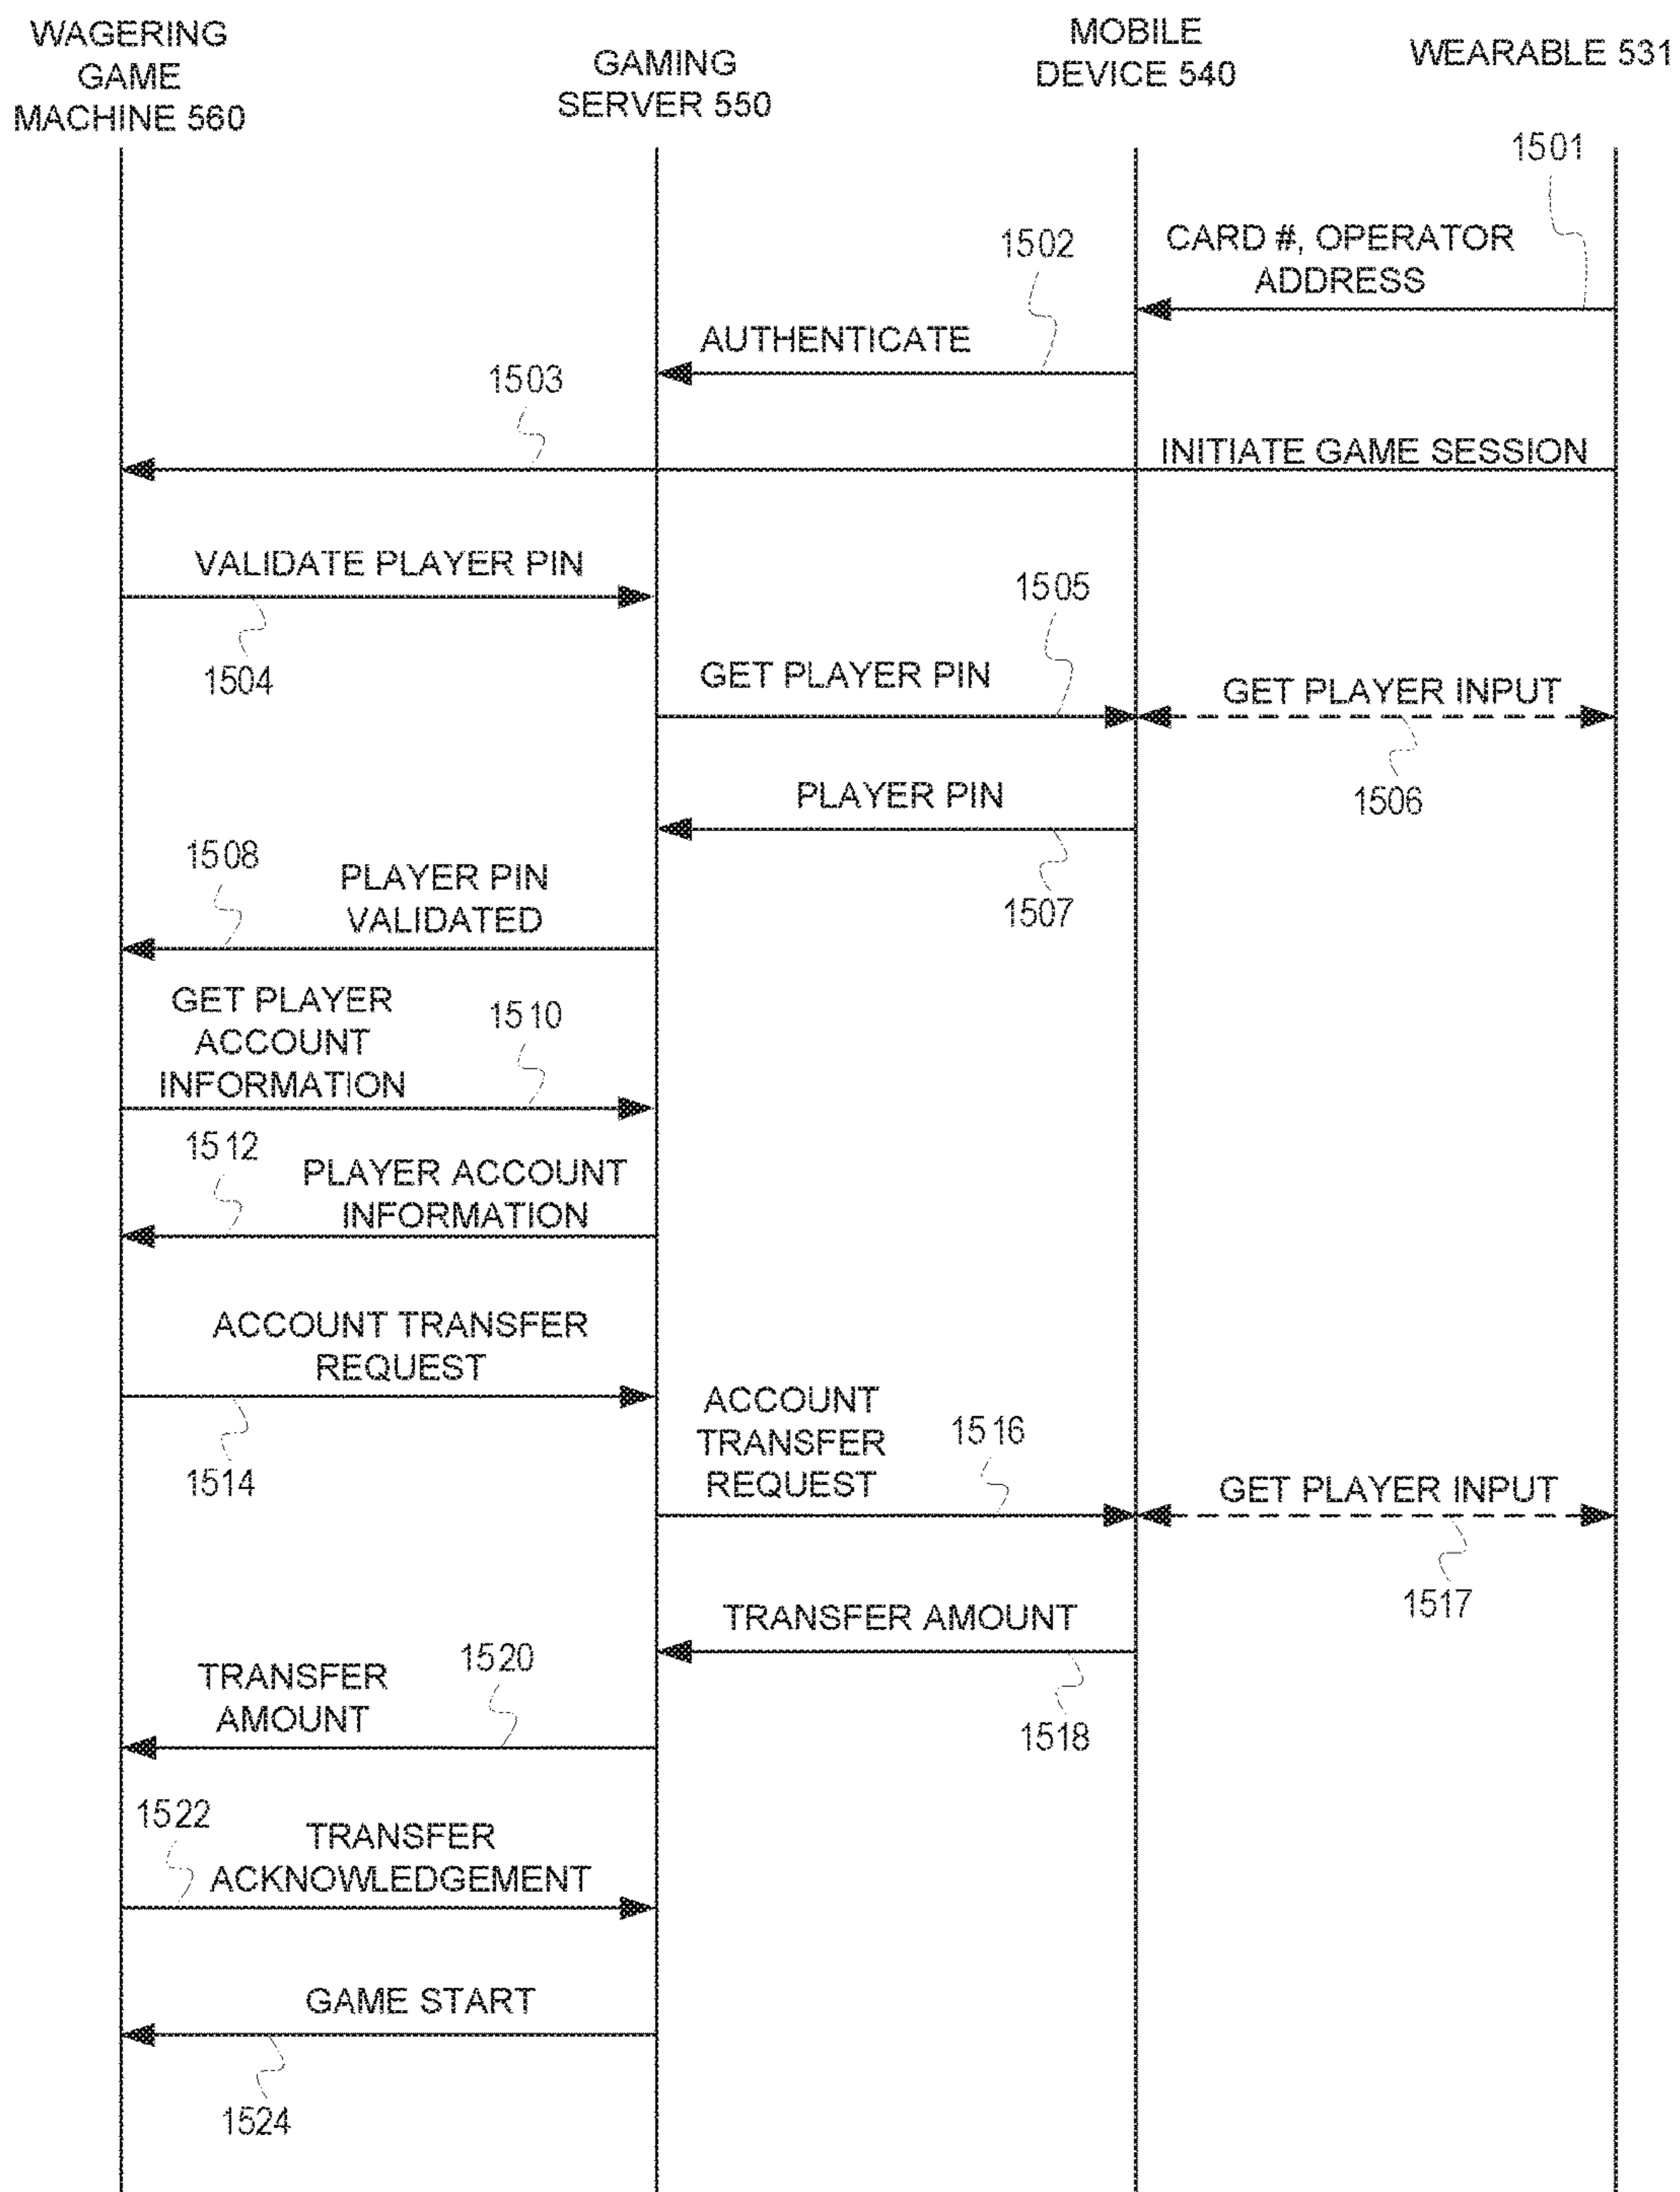 WAGERING
GAME
MACHINE 560
GAMING
SERVER 550
MOBILE
DEVICE 540
WEARABLE 531
1501
CARD #, OPERATOR
ADDRESS
1502
AUTHENTICATE
1503
INITIATE GAME SESSION
VALIDATE PLAYER PIN
1504
1505
GET PLAYER PIN
GET PLAYER INPUT
1506
PLAYER PIN
1507
1508
PLAYER PIN
VALIDATED
GET PLAYER
ACCOUNT
INFORMATION
1510
1512
PLAYER ACCOUNT
INFORMATION
ACCOUNT TRANSFER
REQUEST
1514
ACCOUNT
TRANSFER
REQUEST
1516
GET PLAYER INPUT
1517
TRANSFER AMOUNT
1518
1520
TRANSFER
AMOUNT
1522
TRANSFER
ACKNOWLEDGEMENT
GAME START
1524